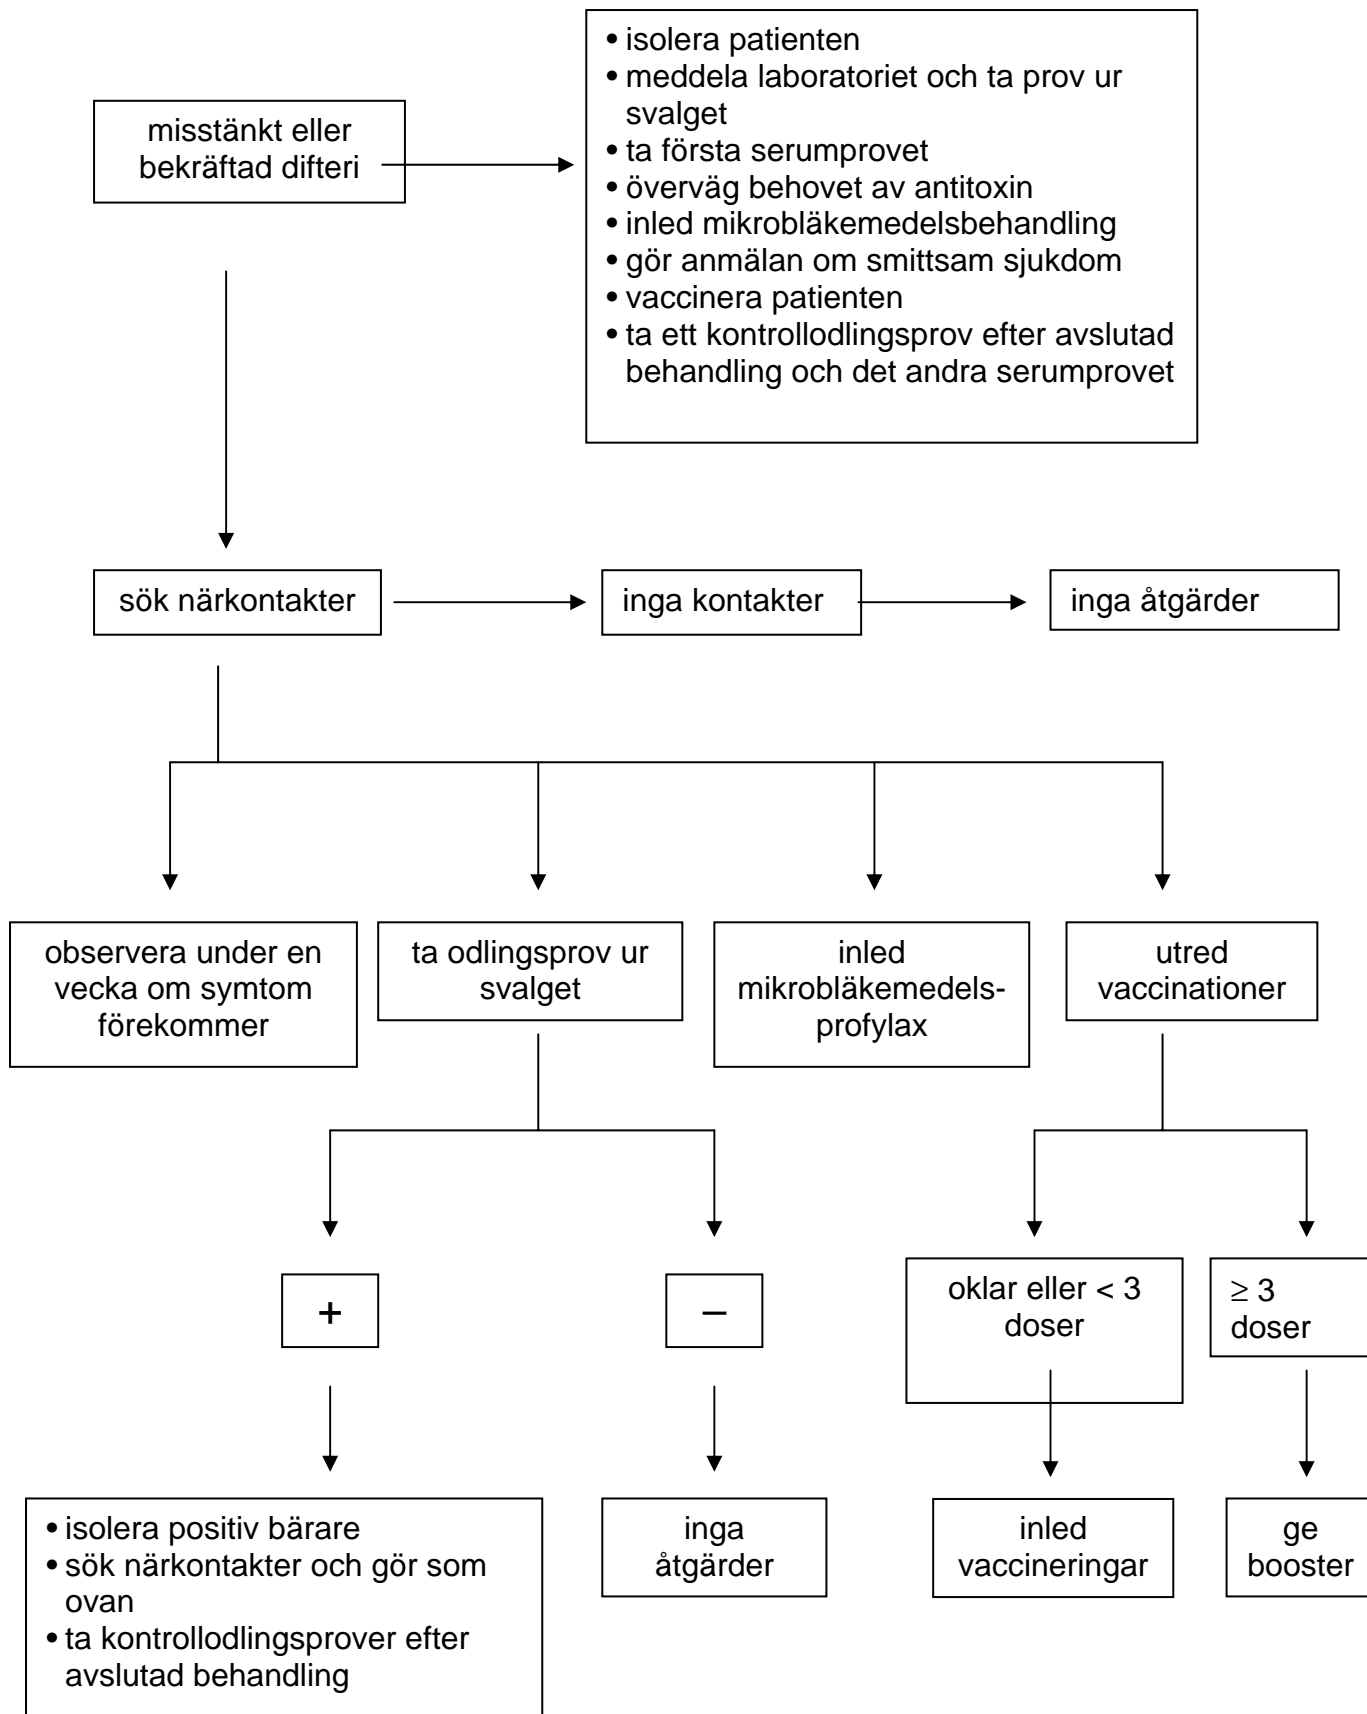 • isolera patienten
• meddela laboratoriet och ta prov ur
svalget
• ta första serumprovet
• överväg behovet av antitoxin
• inled mikrobläkemedelsbehandling
• gör anmälan om smittsam sjukdom
• vaccinera patienten
• ta ett kontrollodlingsprov efter avslutad
behandling och det andra serumprovet
misstänkt eller
bekräftad difteri
sök närkontakter
inga kontakter
inga åtgärder
observera under en
vecka om symtom
förekommer
ta odlingsprov ur
svalget
inled
mikrobläkemedels-
profylax
utred
vaccinationer
+
–
oklar eller < 3
doser
≥ 3
doser
• isolera positiv bärare
• sök närkontakter och gör som
ovan
• ta kontrollodlingsprover efter
avslutad behandling
inga
åtgärder
inled
vaccineringar
ge
booster